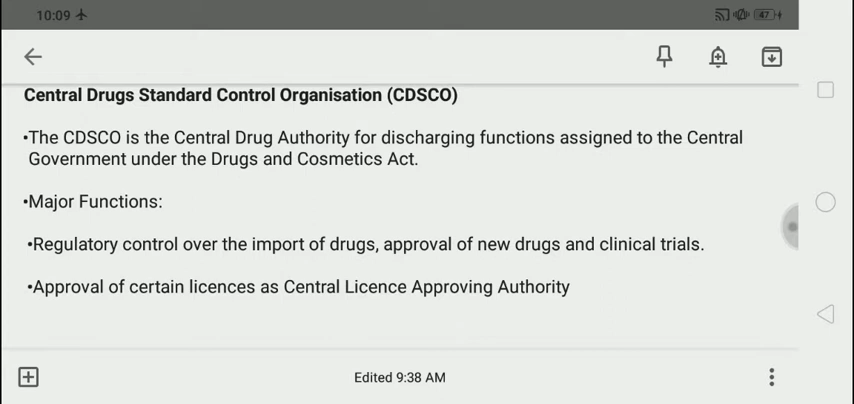 10:09
47
Central Drugs Standard Control Organisation (CDSCO)
•The CDSCO is the Central Drug Authority for discharging functions assigned to the Central
Government under the Drugs and Cosmetics Act.
•Major Functions:
•Regulatory control over the import of drugs, approval of new drugs and clinical trials.
•Approval of certain licences as Central Licence Approving Authority
Edited 9:38 AM